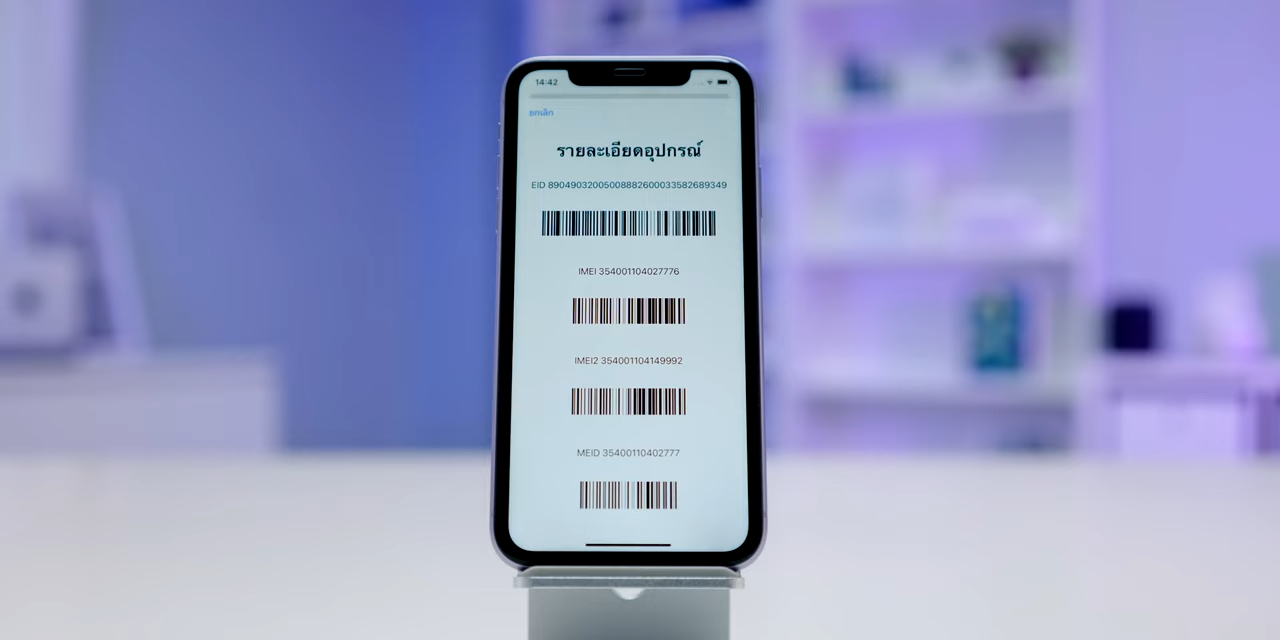 14:42
ยกเลิก
รายละเอียดอุปกรณ์
EID 89049032005008882600033582689349
IMEI 354001104027776
IMEI2 354001104149992
MEID 35400110402777